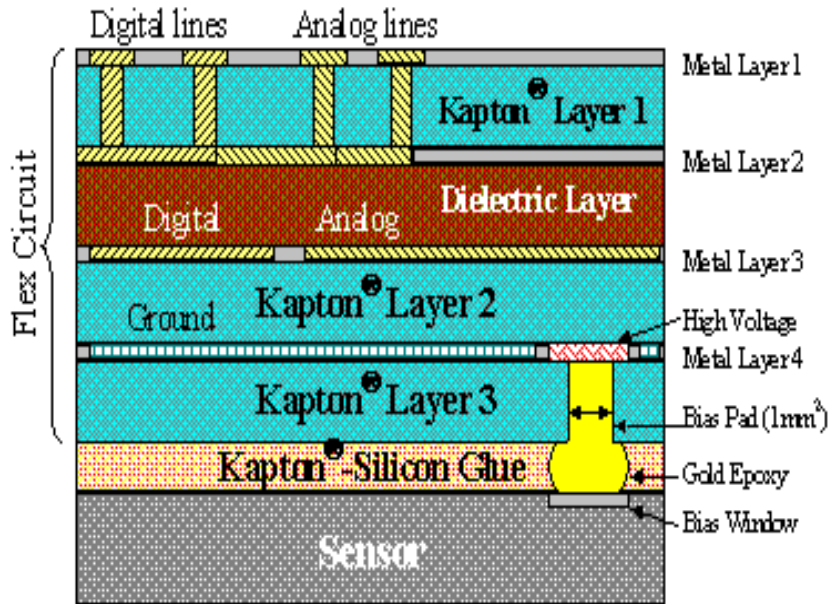 Digital lines
Analog lines
Metal Layer 1
Kapton® Layer 1
Metal Layer 2
Dielectric Layer
Digital
Analog
Metal Layer 3
Flex Circuit
Kapton® Layer 2
Ground
High Voltage
Metal Layer 4
Kapton® Layer 3
Bias Pad (1mm³)
Kapton®-Silicon Glue
Gold Epoxy
Bias Window
Sensor